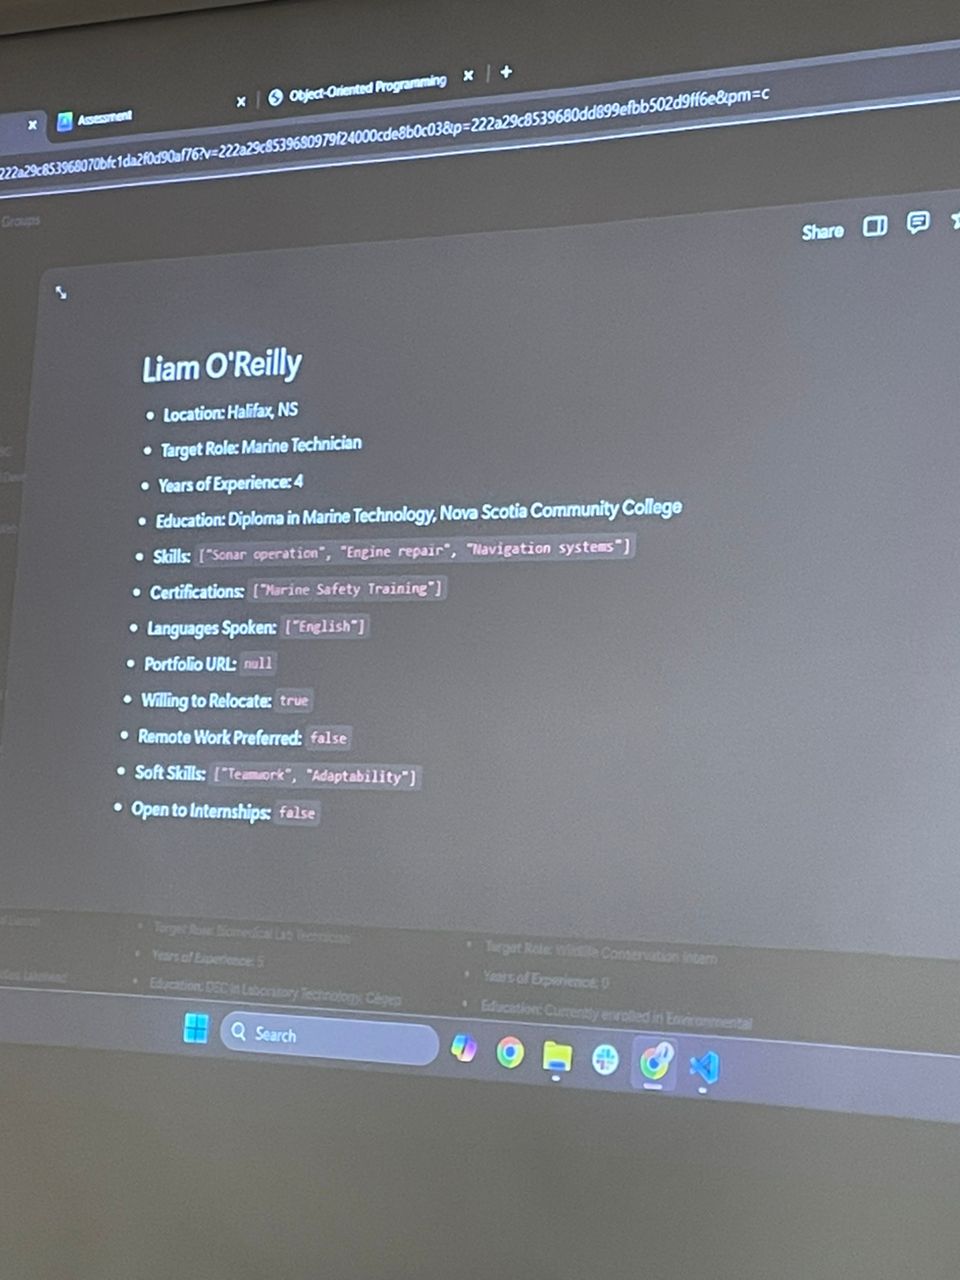 Assessment
Object-Oriented Programming
222a29c853968070bfc1da2f0d90af76?v=222a29c8539680979f24000cde8b0c03&p=222a29c8539680dd899efbb502d9ff6e&pm=c
Groups
Share
Liam O'Reilly
• Location: Halifax, NS
• Target Role: Marine Technician
• Years of Experience: 4
• Education: Diploma in Marine Technology, Nova Scotia Community College
• Skills: ["Sonar operation", "Engine repair", "Navigation systems"]
• Certifications: ["Marine Safety Training"]
• Languages Spoken: ["English"]
• Portfolio URL: null
• Willing to Relocate: true
• Remote Work Preferred: false
• Soft Skills: ["Teamwork", "Adaptability"]
• Open to Internships: false
• Target Role: Biomedical Lab Technician
• Years of Experience: 5
• Education: DEC in Laboratory Technology, Cégep
• Target Role: Wildlife Conservation Intern
• Years of Experience: 0
• Education: Currently enrolled in Environmental
Search